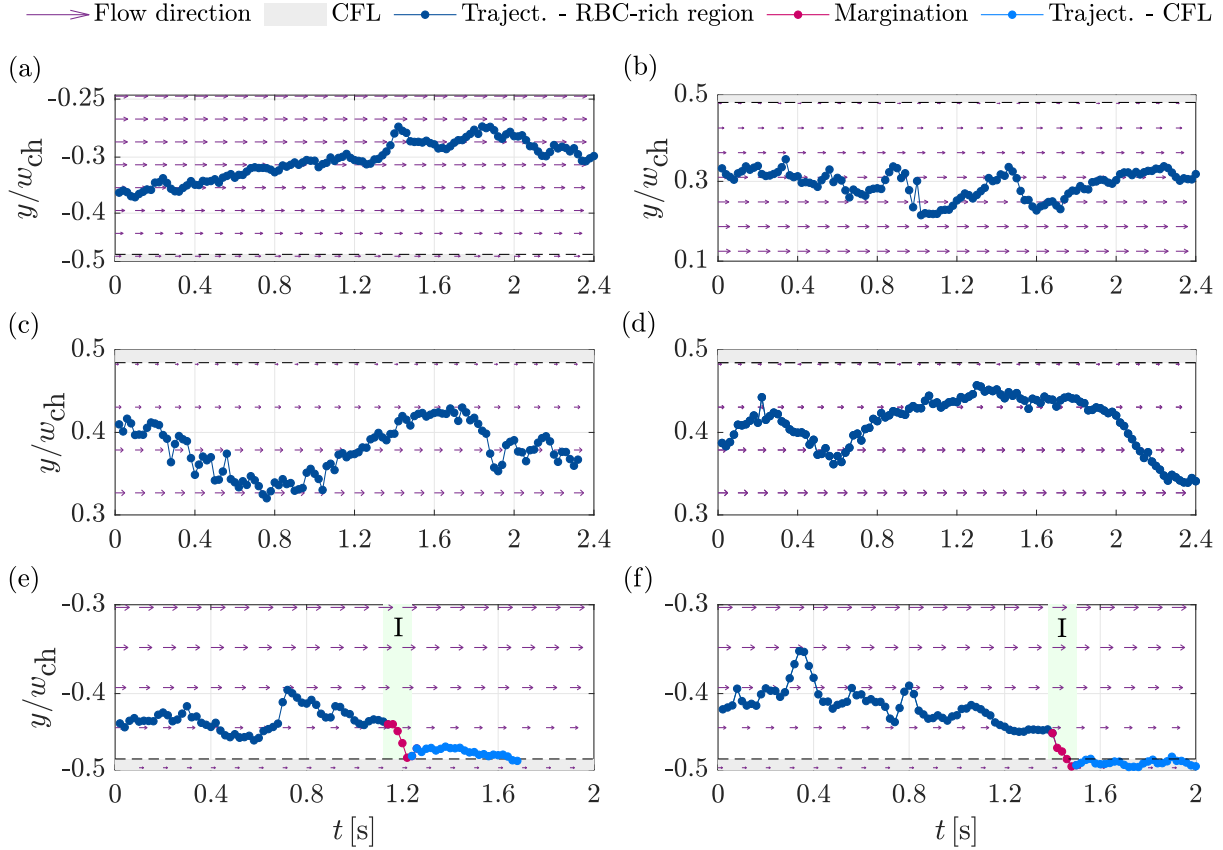 Flow direction CFL Traject. - RBC-rich region Margination Traject. - CFL
(a)
y/w_ch
-0.25
-0.3
-0.4
-0.5
0 0.4 0.8 1.2 1.6 2 2.4
(b)
y/w_ch
0.5
0.3
0.1
0 0.4 0.8 1.2 1.6 2 2.4
(c)
y/w_ch
0.5
0.4
0.3
0 0.4 0.8 1.2 1.6 2 2.4
(d)
y/w_ch
0.5
0.4
0.3
0 0.4 0.8 1.2 1.6 2 2.4
(e)
y/w_ch
-0.3
-0.4
-0.5
I
0 0.4 0.8 1.2 1.6 2
t [s]
(f)
y/w_ch
-0.3
-0.4
-0.5
I
0 0.4 0.8 1.2 1.6 2
t [s]